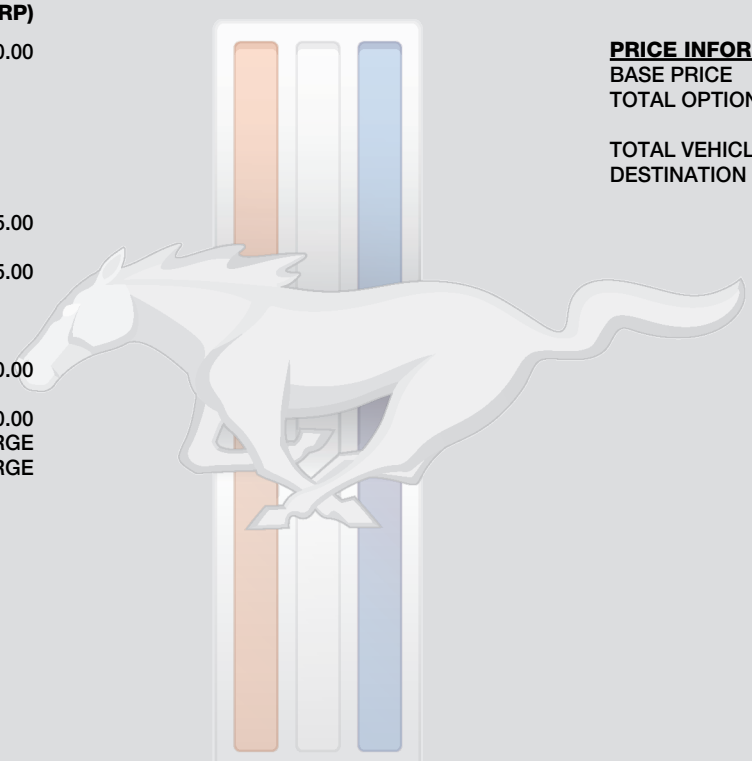 RP)
0.00
5.00
5.00
0.00
0.00
RGE
RGE
PRICE INFOR
BASE PRICE
TOTAL OPTION
TOTAL VEHICL
DESTINATION